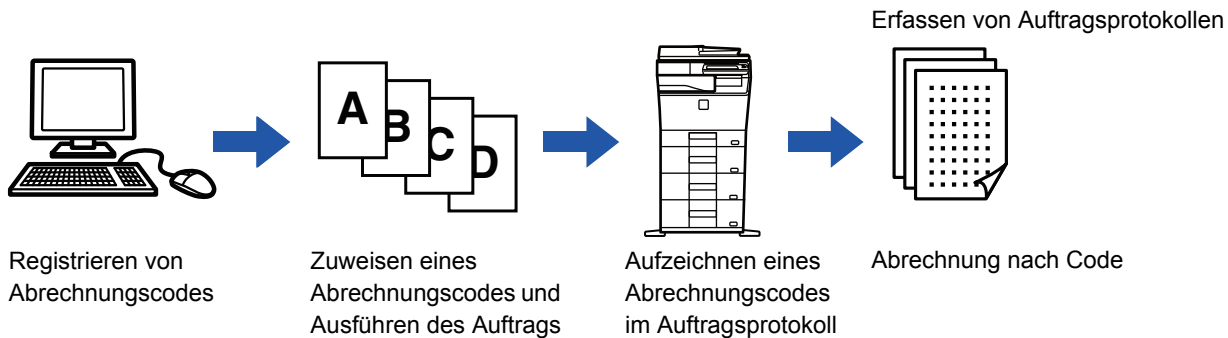 Erfassen von Auftragsprotokollen
A
B
C
D
Registrieren von
Abrechnungscodes
Zuweisen eines
Abrechnungscodes und
Ausführen des Auftrags
Aufzeichnen eines
Abrechnungscodes
im Auftragsprotokoll
Abrechnung nach Code